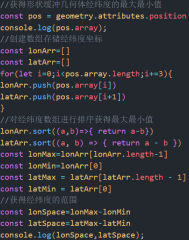 //获得形状缓冲几何体经纬度的最大最小值
const pos = geometry.attributes.position
console.log(pos.array);
//创建数组存储经纬度坐标
const lonArr=[]
const latArr=[]
for(let i=0;i<pos.array.length;i+=3){
lonArr.push(pos.array[i])
latArr.push(pos.array[i+1])
}
//对经纬度数组进行排序获得最大最小值
lonArr.sort((a,b)=>{ return a-b})
latArr.sort((a, b) => { return a - b })
const lonMax=lonArr[lonArr.length-1]
const lonMin=lonArr[0]
const latMax = latArr[latArr.length - 1]
const latMin = latArr[0]
//获得经纬度的范围
const lonSpace=lonMax-lonMin
const latSpace=latMax-latMin
console.log(lonSpace,latSpace);